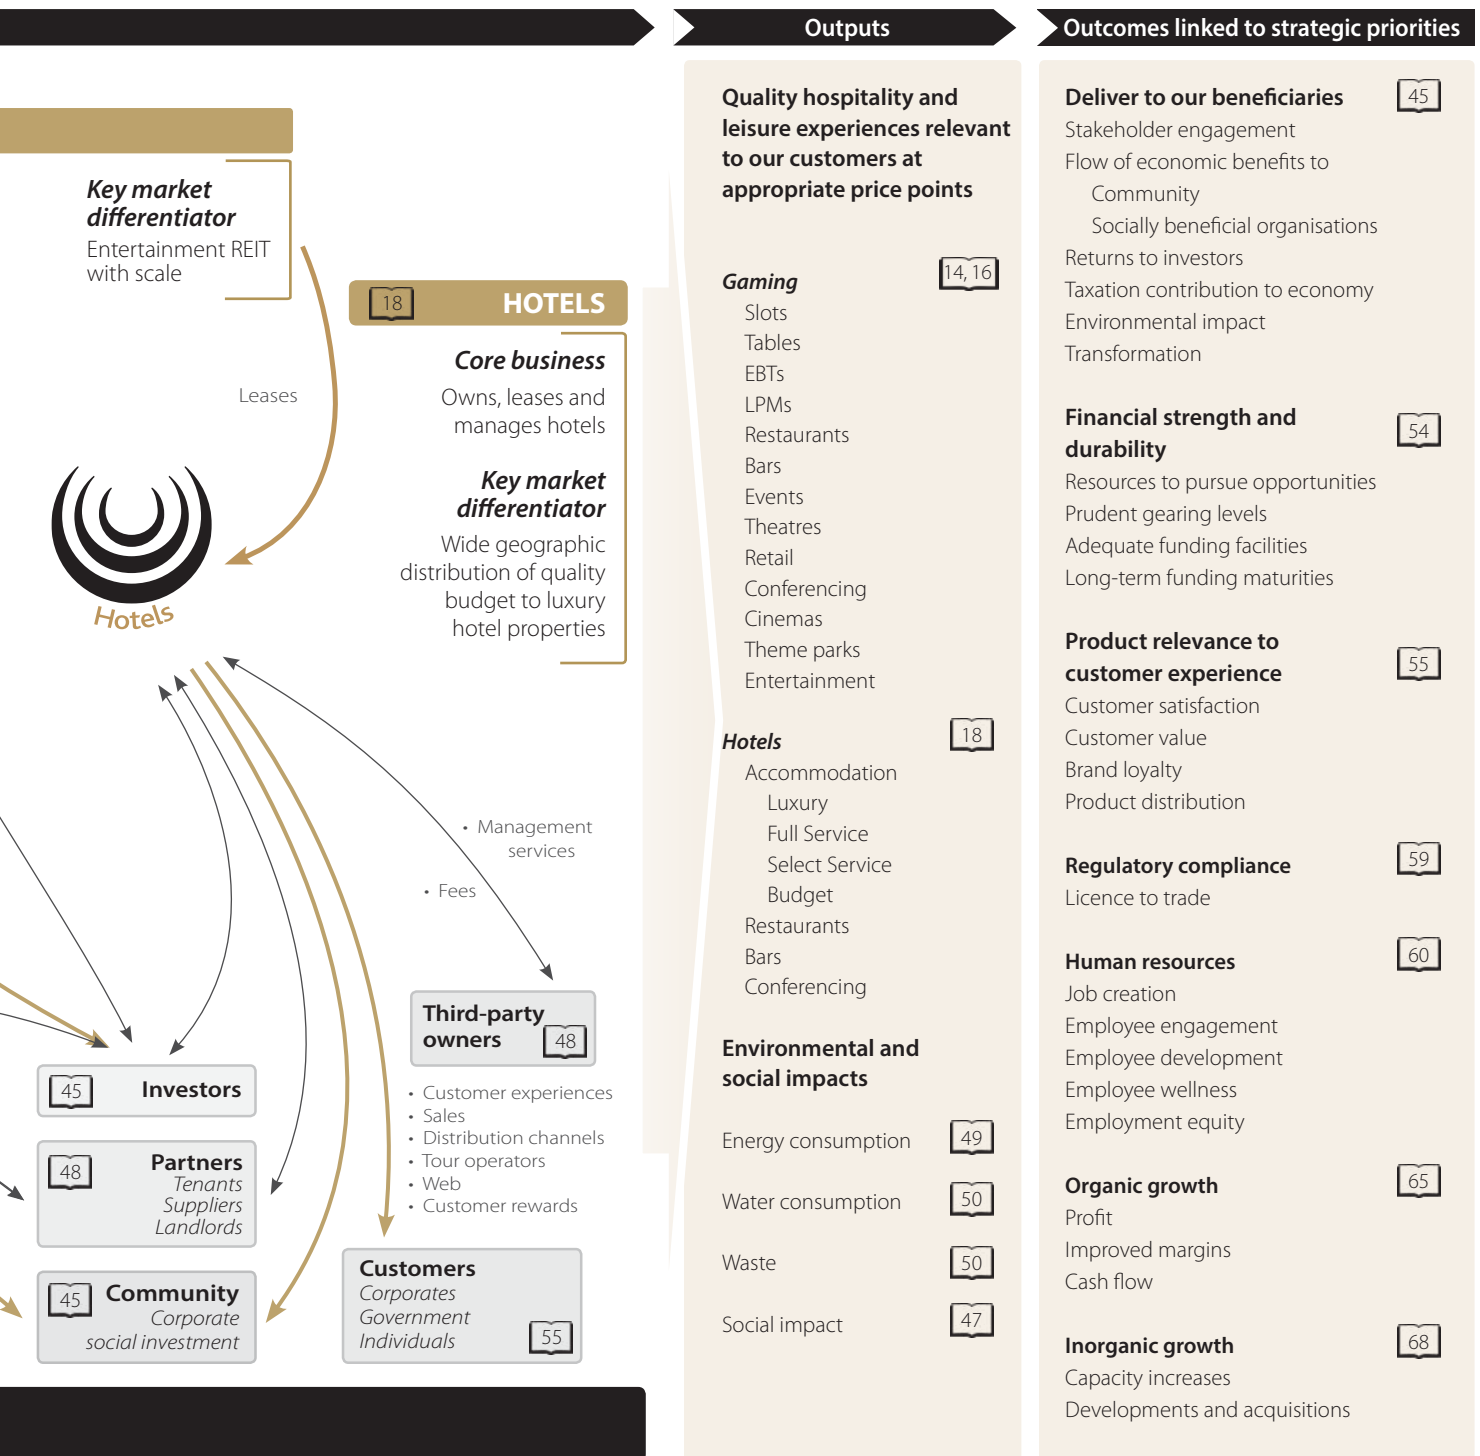 Outputs
Outcomes linked to strategic priorities
Key market
differentiator
Entertainment REIT
with scale
Leases
18 HOTELS
Core business
Owns, leases and
manages hotels
Key market
differentiator
Wide geographic
distribution of quality
budget to luxury
hotel properties
Hotels
• Management
services
• Fees
Third-party
owners 48
• Customer experiences
• Sales
• Distribution channels
• Tour operators
• Web
• Customer rewards
45 Investors
48 Partners
Tenants
Suppliers
Landlords
45 Community
Corporate
social investment
Customers
Corporates
Government
Individuals 55
Quality hospitality and
leisure experiences relevant
to our customers at
appropriate price points
Gaming 14, 16
Slots
Tables
EBTs
LPMs
Restaurants
Bars
Events
Theatres
Retail
Conferencing
Cinemas
Theme parks
Entertainment
Hotels 18
Accommodation
Luxury
Full Service
Select Service
Budget
Restaurants
Bars
Conferencing
Environmental and
social impacts
Energy consumption 49
Water consumption 50
Waste 50
Social impact 47
Deliver to our beneficiaries 45
Stakeholder engagement
Flow of economic benefits to
Community
Socially beneficial organisations
Returns to investors
Taxation contribution to economy
Environmental impact
Transformation
Financial strength and
durability 54
Resources to pursue opportunities
Prudent gearing levels
Adequate funding facilities
Long-term funding maturities
Product relevance to
customer experience 55
Customer satisfaction
Customer value
Brand loyalty
Product distribution
Regulatory compliance 59
Licence to trade
Human resources 60
Job creation
Employee engagement
Employee development
Employee wellness
Employment equity
Organic growth 65
Profit
Improved margins
Cash flow
Inorganic growth 68
Capacity increases
Developments and acquisitions